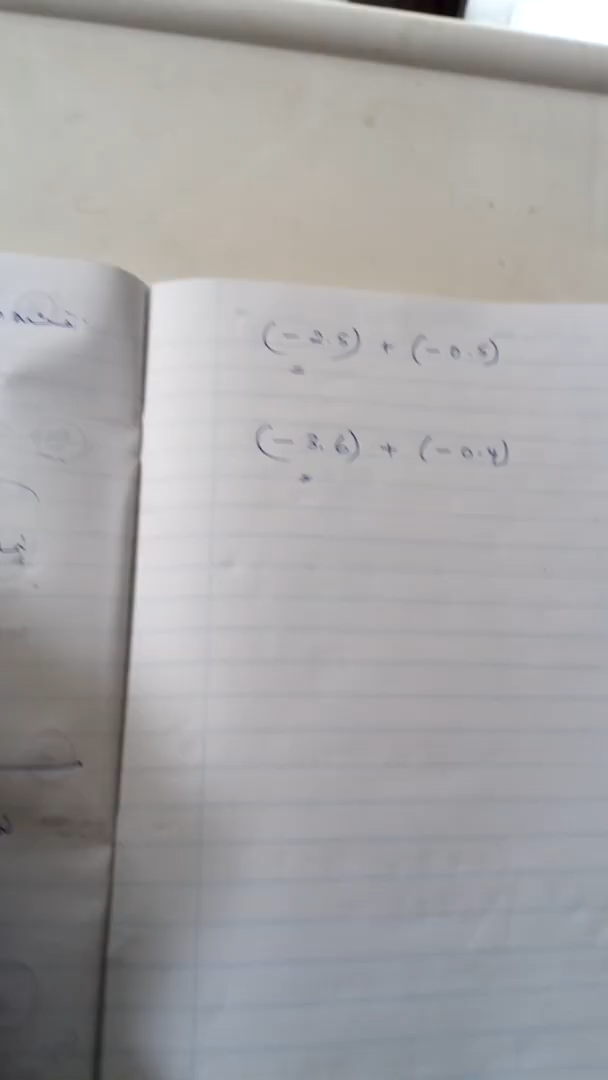 (-2.5) + (-0.5)
=
(-3.6) + (-0.4)
=